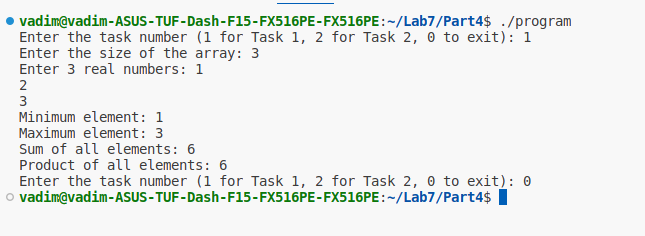 vadim@vadim-ASUS-TUF-Dash-F15-FX516PE-FX516PE:~/Lab7/Part4$ ./program
Enter the task number (1 for Task 1, 2 for Task 2, 0 to exit): 1
Enter the size of the array: 3
Enter 3 real numbers: 1
2
3
Minimum element: 1
Maximum element: 3
Sum of all elements: 6
Product of all elements: 6
Enter the task number (1 for Task 1, 2 for Task 2, 0 to exit): 0
vadim@vadim-ASUS-TUF-Dash-F15-FX516PE-FX516PE:~/Lab7/Part4$